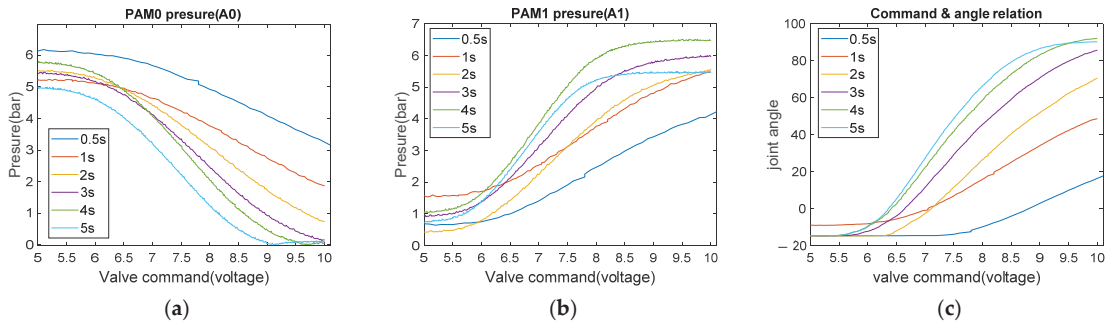 PAM0 presure(A0)
Presure(bar)
6
5
4
3
2
1
0
0.5s
1s
2s
3s
4s
5s
5 5.5 6 6.5 7 7.5 8 8.5 9 9.5 10
Valve command(voltage)
(a)
PAM1 presure(A1)
Presure(bar)
7
6
5
4
3
2
1
0
0.5s
1s
2s
3s
4s
5s
5 5.5 6 6.5 7 7.5 8 8.5 9 9.5 10
Valve command(voltage)
(b)
Command & angle relation
joint angle
100
80
60
40
20
0
− 20
0.5s
1s
2s
3s
4s
5s
5 5.5 6 6.5 7 7.5 8 8.5 9 9.5 10
valve command(voltage)
(c)